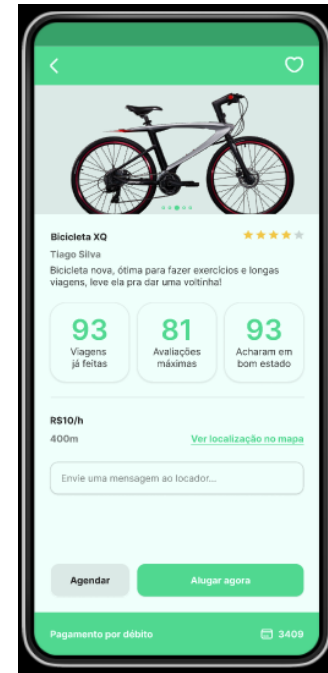 Bicicleta XQ
Tiago Silva
Bicicleta nova, ótima para fazer exercícios e longas
viagens, leve ela pra dar uma voltinha!
93
Viagens
já feitas
81
Avaliações
máximas
93
Acharam em
bom estado
R$10/h
400m
Ver localização no mapa
Envie uma mensagem ao locador...
Agendar
Alugar agora
Pagamento por débito
3409